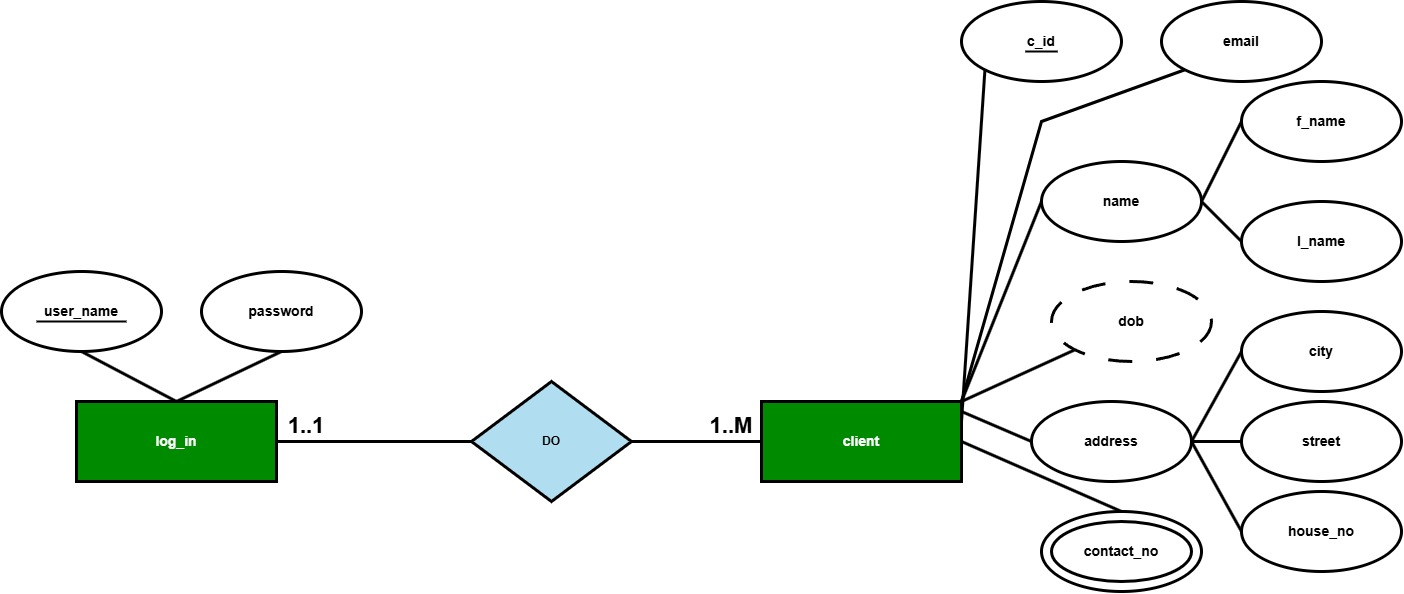 c_id
email
f_name
name
l_name
user_name
password
dob
city
log_in
1..1
DO
1..M
client
address
street
house_no
contact_no